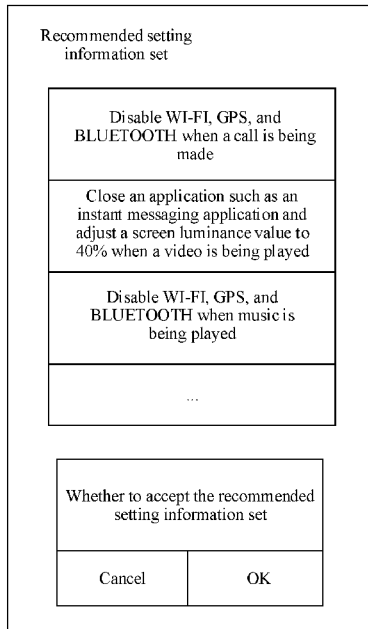 Recommended setting
information set
Disable WI-FI, GPS, and
BLUETOOTH when a call is being
made
Close an application such as an
instant messaging application and
adjust a screen luminance value to
40% when a video is being played
Disable WI-FI, GPS, and
BLUETOOTH when music is
being played
...
Whether to accept the recommended
setting information set
Cancel
OK